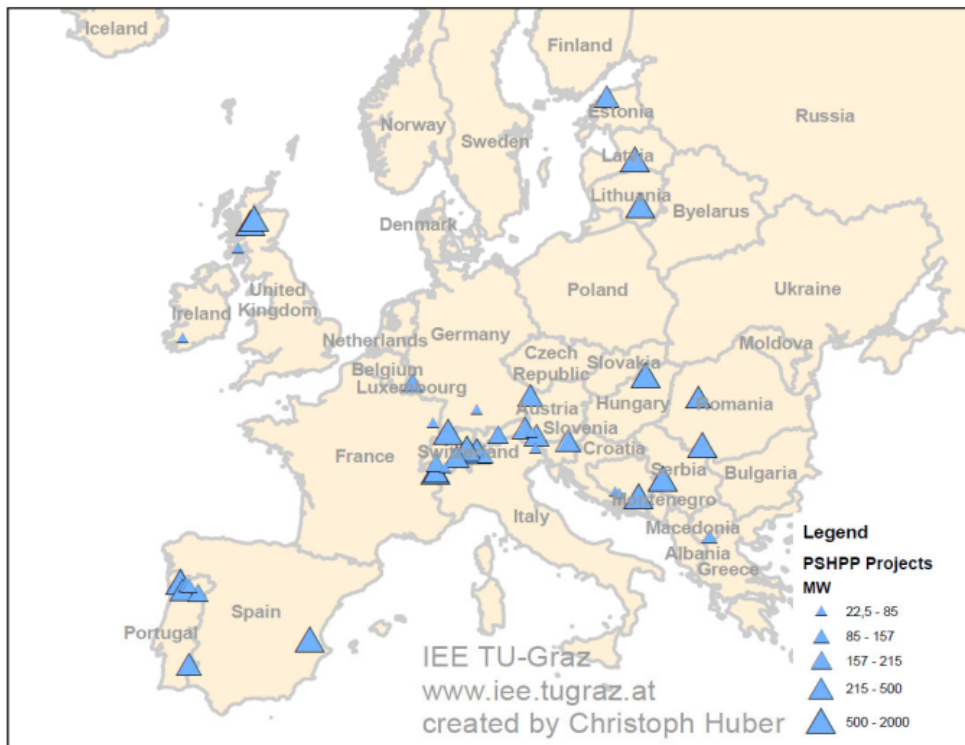 Iceland
Finland
Russia
Norway
Sweden
Estonia
Latvia
Lithuania
Byelarus
Denmark
United
Kingdom
Ireland
Poland
Ukraine
Germany
Netherlands
Belgium
Luxembourg
Czech
Republic
Slovakia
Moldova
Austria
Hungary
Romania
Slovenia
France
Switzerland
Croatia
Serbia
Bulgaria
Montenegro
Italy
Macedonia
Albania
Greece
Spain
Portugal
Legend
PSHPP Projects
MW
22,5 - 85
85 - 157
157 - 215
215 - 500
500 - 2000
IEE TU-Graz
www.iee.tugraz.at
created by Christoph Huber